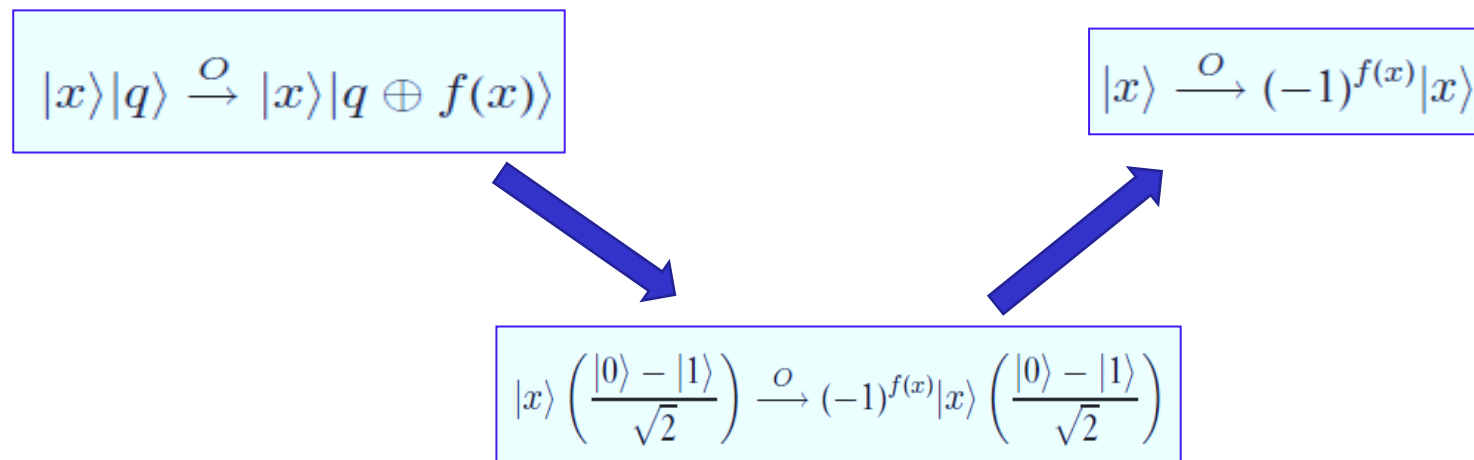 |x⟩|q⟩ —O→ |x⟩|q ⊕ f(x)⟩
|x⟩ —O→ (−1)^{f(x)}|x⟩
|x⟩ ( (|0⟩ − |1⟩) / √2 ) —O→ (−1)^{f(x)}|x⟩ ( (|0⟩ − |1⟩) / √2 )